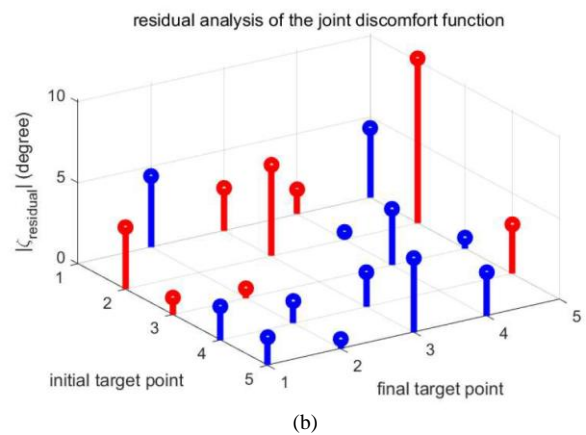 residual analysis of the joint discomfort function
10
5
0
|ζresidual| (degree)
1
2
3
4
5
initial target point
1
2
3
4
5
final target point
(b)